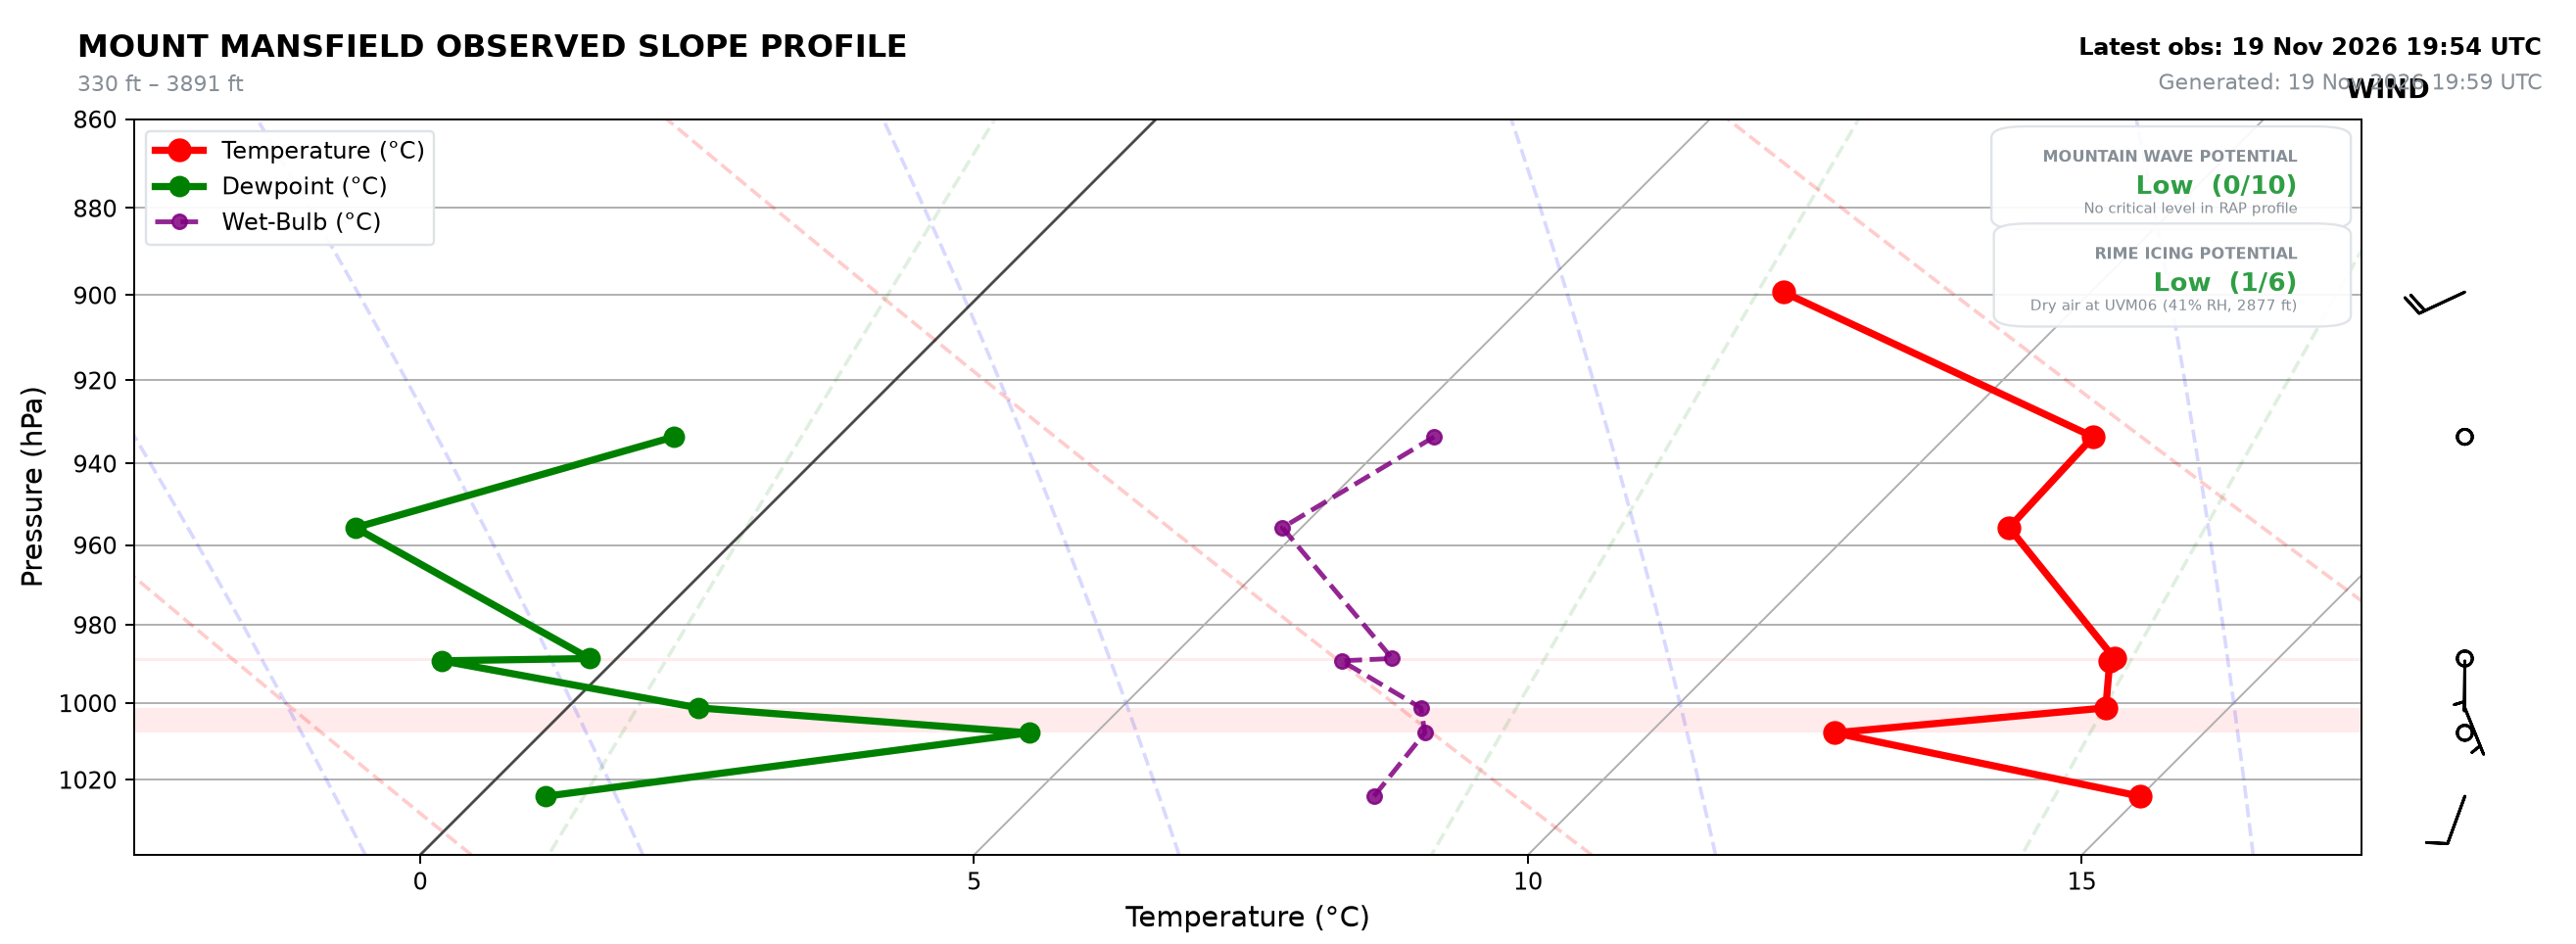 MOUNT MANSFIELD OBSERVED SLOPE PROFILE
330 ft – 3891 ft
Latest obs: 19 Nov 2026 19:54 UTC
Generated: 19 Nov 2026 19:59 UTC
WIND
Temperature (°C)
Dewpoint (°C)
Wet-Bulb (°C)
MOUNTAIN WAVE POTENTIAL
Low (0/10)
No critical level in RAP profile
RIME ICING POTENTIAL
Low (1/6)
Dry air at UVM06 (41% RH, 2877 ft)
Pressure (hPa)
860
880
900
920
940
960
980
1000
1020
0
5
10
15
Temperature (°C)